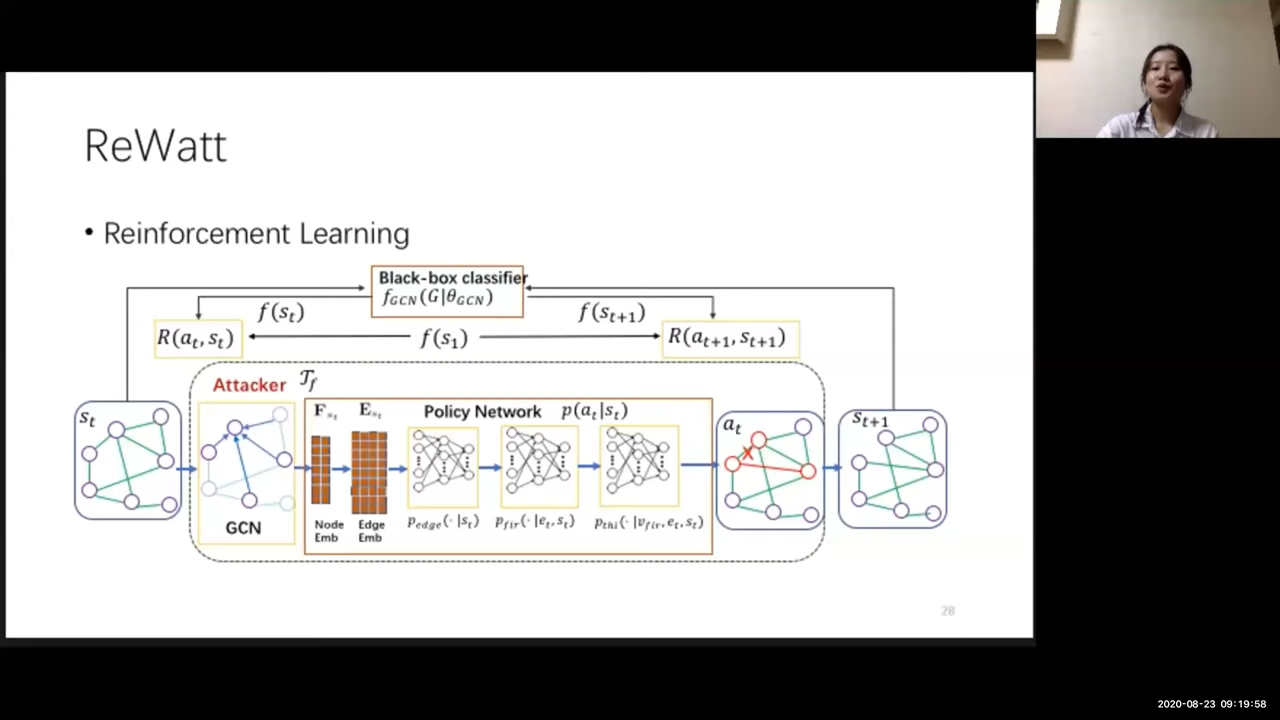 ReWatt
• Reinforcement Learning
Black-box classifier
f_GCN(G|θ_GCN)
f(s_t)
f(s_{t+1})
R(a_t, s_t)
f(s_1)
R(a_{t+1}, s_{t+1})
Attacker 𝒯_f
s_t
GCN
F_{s_t}
E_{s_t}
Policy Network p(a_t|s_t)
Node
Emb
Edge
Emb
p_edge(· |s_t)
p_fir(· |e_t, s_t)
p_thi(· |v_fir, e_t, s_t)
a_t
X
s_{t+1}
28
2020-08-23 09:19:58